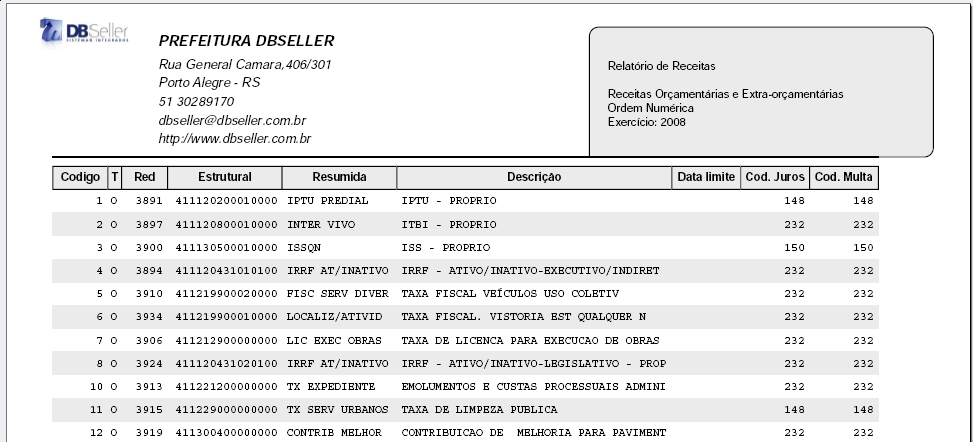 DBSeller
SISTEMAS INTEGRADOS
PREFEITURA DBSELLER
Rua General Camara,406/301
Porto Alegre - RS
51 30289170
dbseller@dbseller.com.br
http://www.dbseller.com.br
Relatório de Receitas
Receitas Orçamentárias e Extra-orçamentárias
Ordem Numérica
Exercício: 2008
Codigo T Red Estrutural Resumida Descrição Data limite Cod. Juros Cod. Multa
1 O 3891 411120200010000 IPTU PREDIAL IPTU - PROPRIO 148 148
2 O 3897 411120800010000 INTER VIVO ITBI - PROPRIO 232 232
3 O 3900 411130500010000 ISSQN ISS - PROPRIO 150 150
4 O 3894 411120431010100 IRRF AT/INATIVO IRRF - ATIVO/INATIVO-EXECUTIVO/INDIRET 232 232
5 O 3910 411219900020000 FISC SERV DIVER TAXA FISCAL VEÍCULOS USO COLETIV 232 232
6 O 3934 411219900010000 LOCALIZ/ATIVID TAXA FISCAL. VISTORIA EST QUALQUER N 232 232
7 O 3906 411212900000000 LIC EXEC OBRAS TAXA DE LICENCA PARA EXECUCAO DE OBRAS 232 232
8 O 3924 411120431020100 IRRF AT/INATIVO IRRF - ATIVO/INATIVO-LEGISLATIVO - PROP 232 232
10 O 3913 411221200000000 TX EXPEDIENTE EMOLUMENTOS E CUSTAS PROCESSUAIS ADMINI 232 232
11 O 3915 411229000000000 TX SERV URBANOS TAXA DE LIMPEZA PUBLICA 148 148
12 O 3919 411300400000000 CONTRIB MELHOR CONTRIBUICAO DE  MELHORIA PARA PAVIMENT 232 232